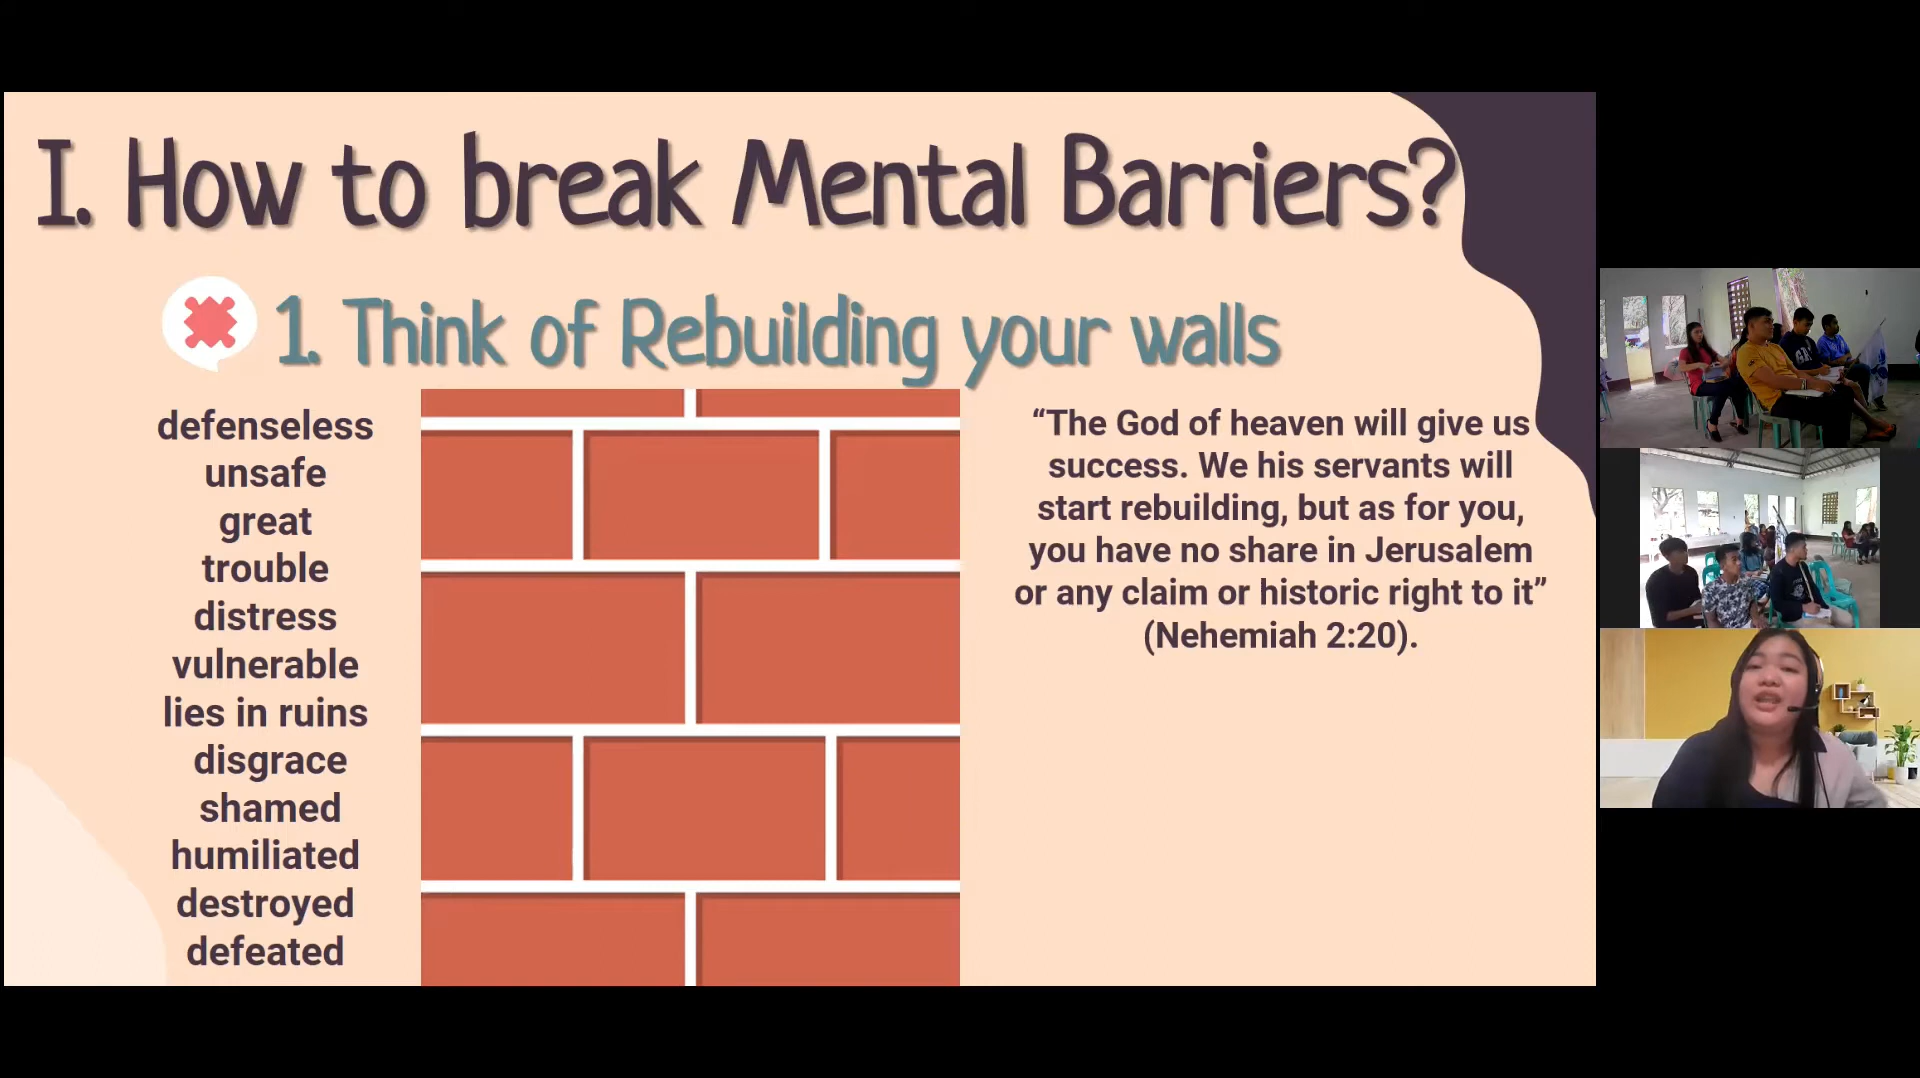 I. How to break Mental Barriers?
1. Think of Rebuilding your walls
defenseless
unsafe
great
trouble
distress
vulnerable
lies in ruins
disgrace
shamed
humiliated
destroyed
defeated
“The God of heaven will give us
success. We his servants will
start rebuilding, but as for you,
you have no share in Jerusalem
or any claim or historic right to it”
(Nehemiah 2:20).